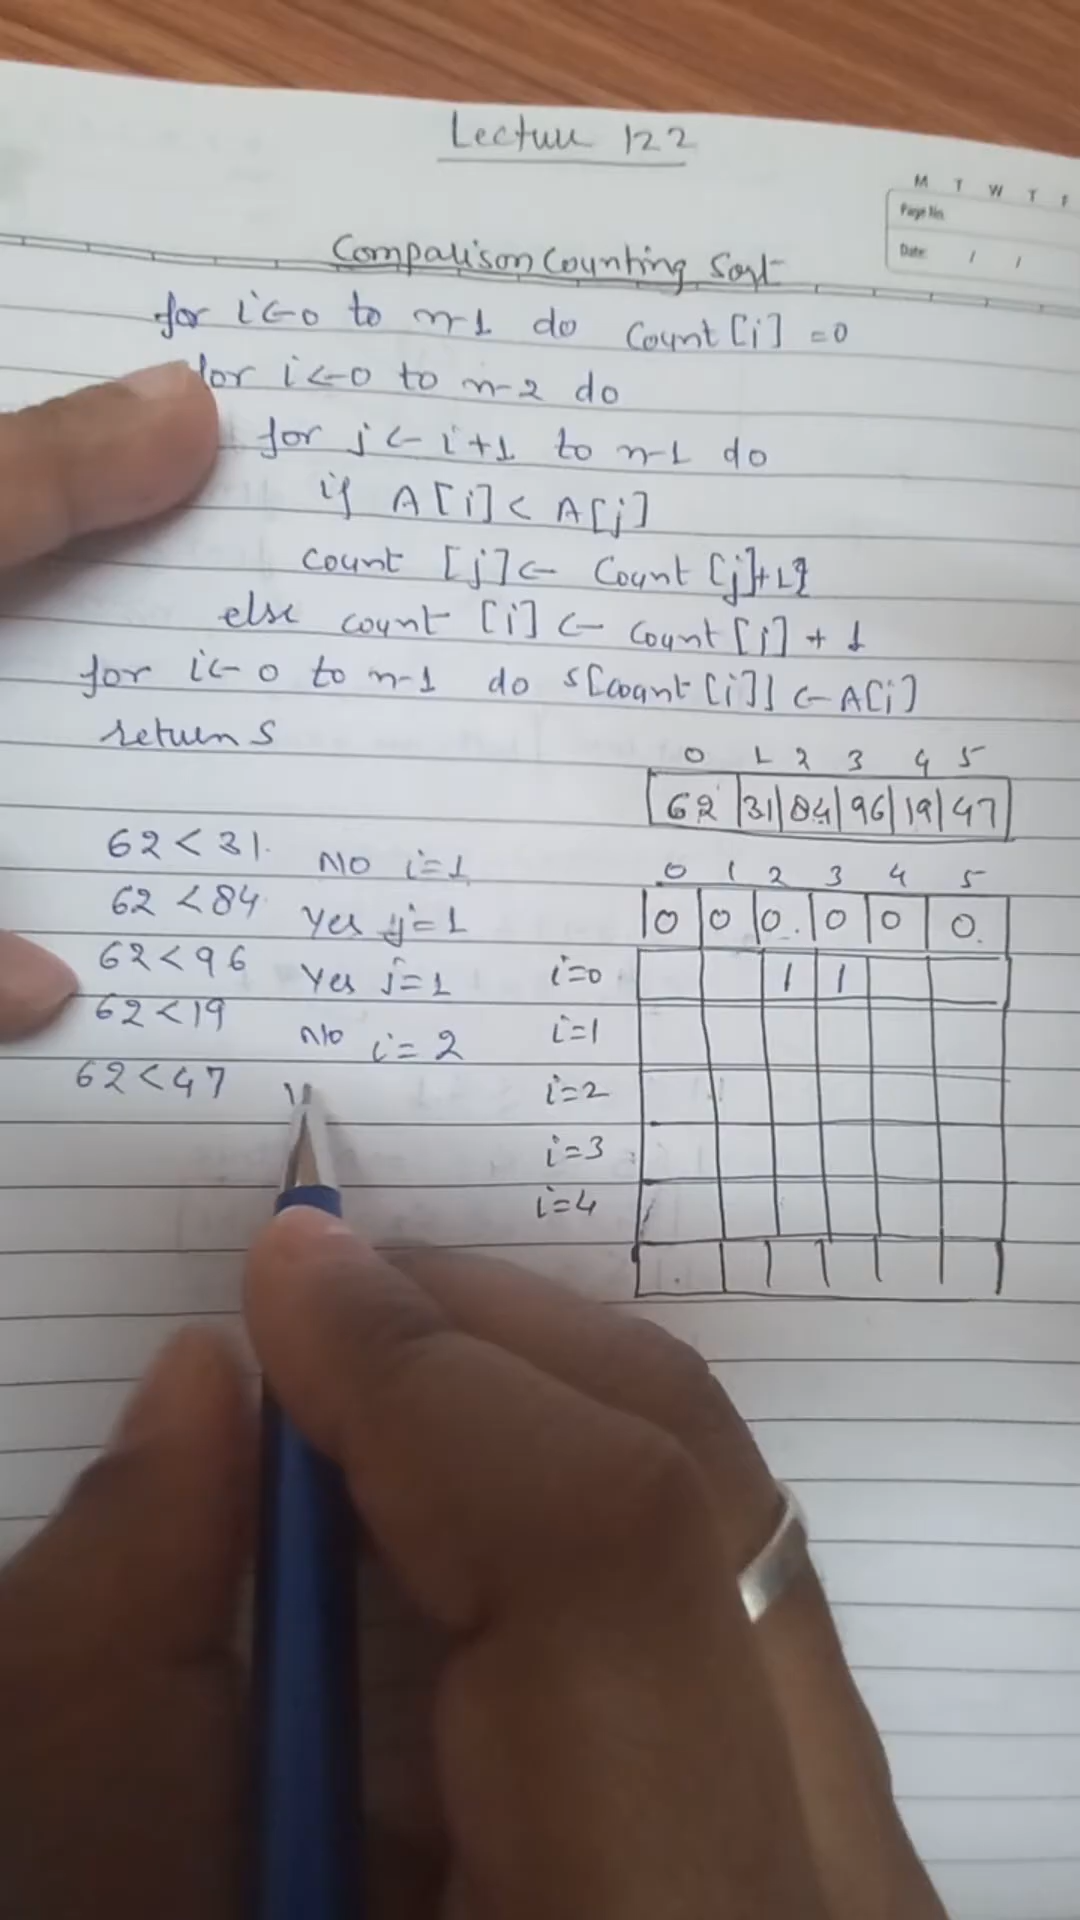 Lecture 122
M T W T F
Page No.
Date: / /
Comparison Counting Sort
for i<-0 to n-1 do Count[i] =0
for i<-0 to n-2 do
for j<-i+1 to n-1 do
if A[i]< A[j]
Count [j]<- Count [j]+1
else count [i] <- Count[i] + 1
for i<-0 to n-1 do S[Count[i]] <-A[i]
return S
0 1 2 3 4 5
62 31 84 96 19 47
62<31. NO i=1
62<84 Yes j=1
62<96 Yes j=1
62<19 NO i=2
62<47
0 1 2 3 4 5
0 0 0. 0 0 0.
i=0 1 1
i=1
i=2
i=3
i=4